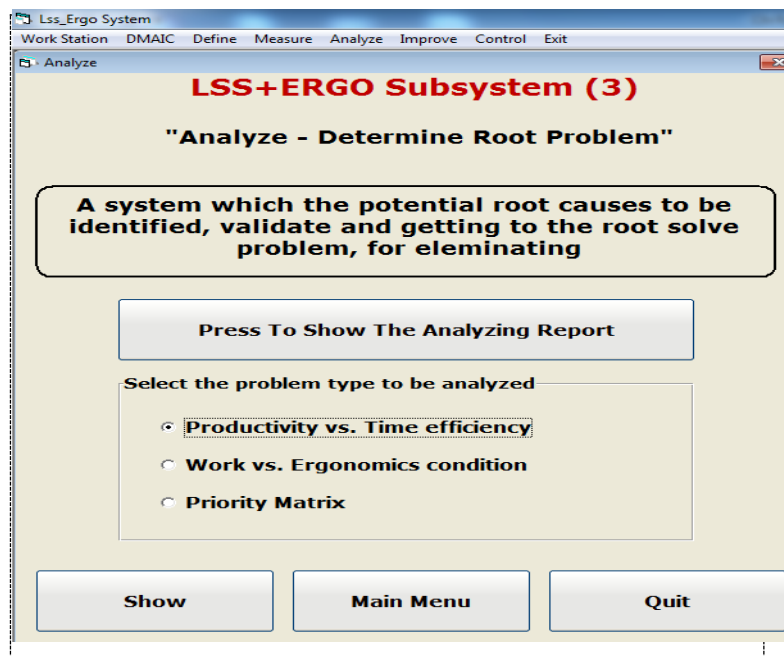 Lss_Ergo System
Work Station DMAIC Define Measure Analyze Improve Control Exit
Analyze
LSS+ERGO Subsystem (3)
"Analyze - Determine Root Problem"
A system which the potential root causes to be
identified, validate and getting to the root solve
problem, for eleminating
Press To Show The Analyzing Report
Select the problem type to be analyzed
Productivity vs. Time efficiency
Work vs. Ergonomics condition
Priority Matrix
Show Main Menu Quit